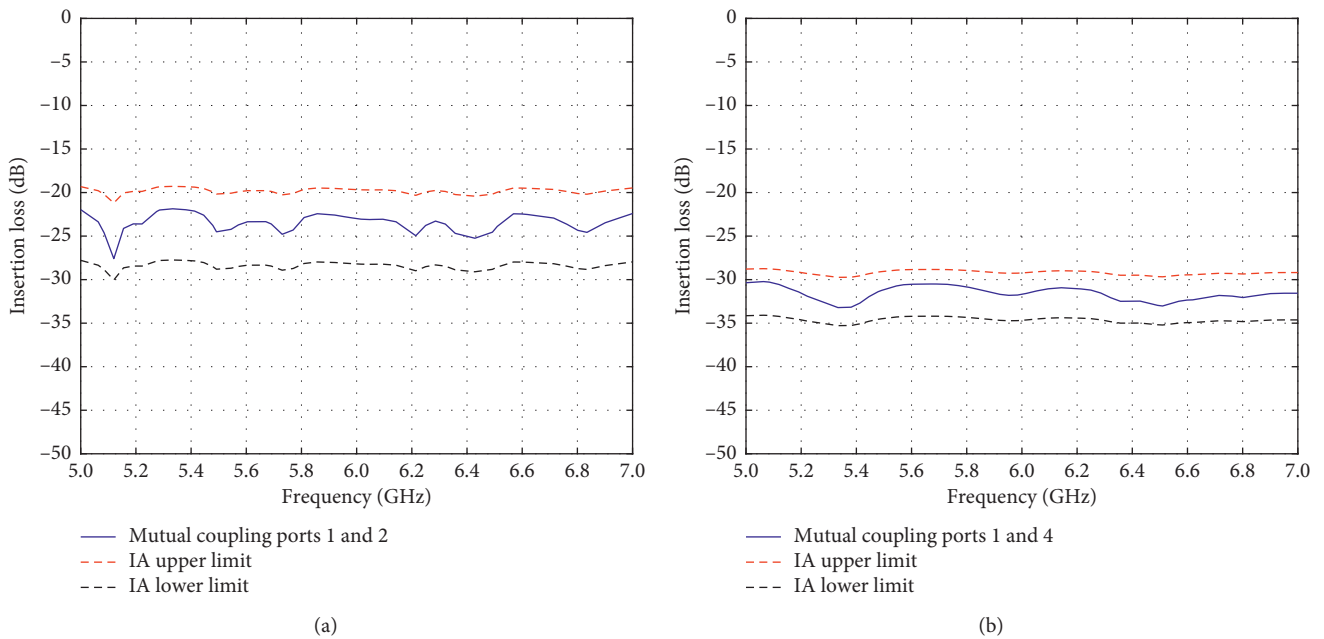 0
−5
−10
−15
−20
−25
−30
−35
−40
−45
−50
Insertion loss (dB)
5.0 5.2 5.4 5.6 5.8 6.0 6.2 6.4 6.6 6.8 7.0
Frequency (GHz)
Mutual coupling ports 1 and 2
IA upper limit
IA lower limit
(a)
0
−5
−10
−15
−20
−25
−30
−35
−40
−45
−50
Insertion loss (dB)
5.0 5.2 5.4 5.6 5.8 6.0 6.2 6.4 6.6 6.8 7.0
Frequency (GHz)
Mutual coupling ports 1 and 4
IA upper limit
IA lower limit
(b)